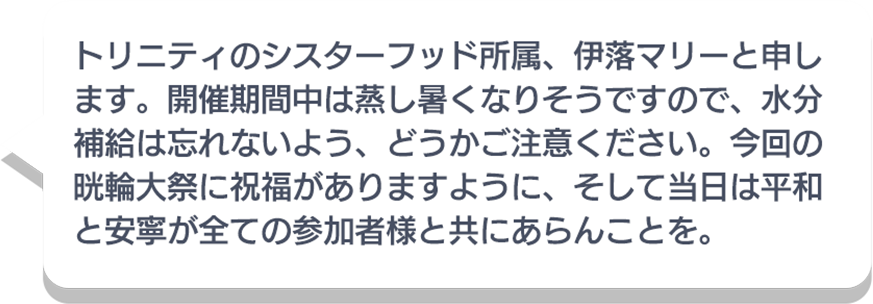 トリニティのシスターフッド所属、伊落マリーと申し
ます。開催期間中は蒸し暑くなりそうですので、水分
補給は忘れないよう、どうかご注意ください。今回の
晄輪大祭に祝福がありますように、そして当日は平和
と安寧が全ての参加者様と共にあらんことを。